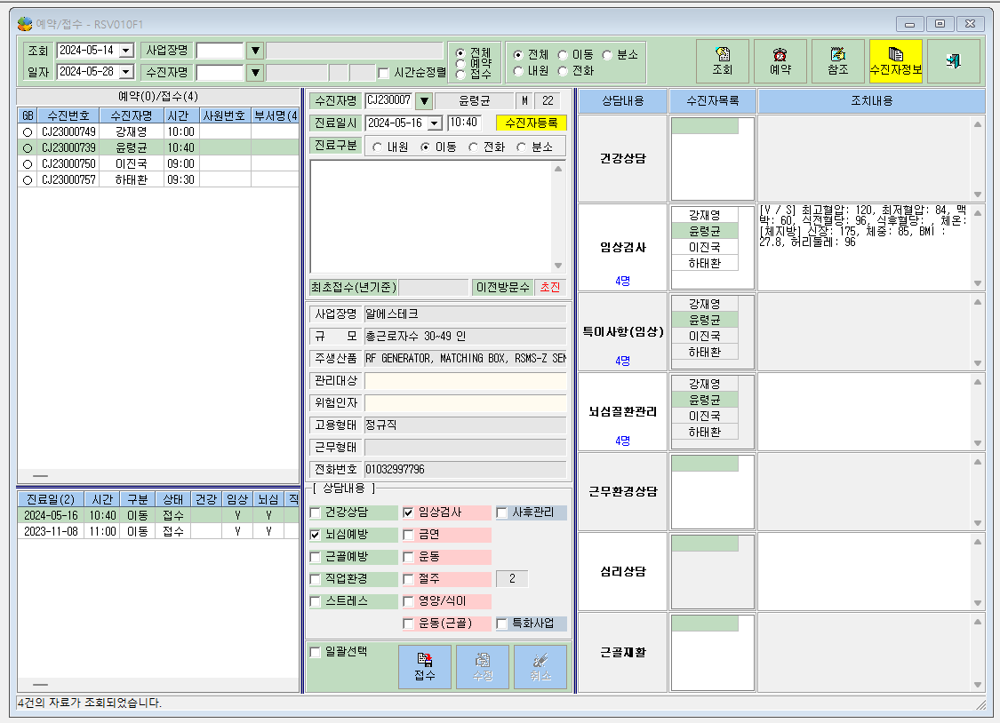 예약/접수 - RSV010F1
조회 2024-05-14 사업장명 전체 예약 접수 전체 이동 분소 내원 전화
일자 2024-05-28 수진자명 시간순정렬
조회 예약 참조 수진자정보
예약(0)/접수(4)
GB 수진번호 수진자명 시간 사원번호 부서명(4
CJ23000749 강재영 10:00
CJ23000739 윤령균 10:40
CJ23000750 이진국 09:00
CJ23000757 하태환 09:30
진료일(2) 시간 구분 상태 건강 임상 뇌심 직
2024-05-16 10:40 이동 접수 Y Y
2023-11-08 11:00 이동 접수 Y Y
수진자명 CJ230007 윤령균 M 22
진료일시 2024-05-16 10:40 수진자등록
진료구분 내원 이동 전화 분소
최초접수(년기준) 이전방문수 초진
사업장명 알에스테크
규 모 총근로자수 30~49 인
주생산품 RF GENERATOR, MATCHING BOX, RSMS-Z SEN
관리대상
위험인자
고용형태 정규직
근무형태
전화번호 01032997796
[ 상담내용 ]
건강상담 임상검사 사후관리
뇌심예방 금연
근골예방 운동
직업환경 절주 2
스트레스 영양/식이
운동(근골) 특화사업
일괄선택
접수 수정 취소
상담내용 수진자목록 조치내용
건강상담
임상검사
4명
강재영
윤령균
이진국
하태환
[V / S] 최고혈압: 120, 최저혈압: 84, 맥
박: 60, 식전혈당: 96, 식후혈당: , 체온:
[체지방] 신장: 175, 체중: 85, BMI :
27.8, 허리둘레: 96
특이사항(임상)
4명
강재영
윤령균
이진국
하태환
뇌심질환관리
4명
강재영
윤령균
이진국
하태환
근무환경상담
심리상담
근골재활
4건의 자료가 조회되었습니다.